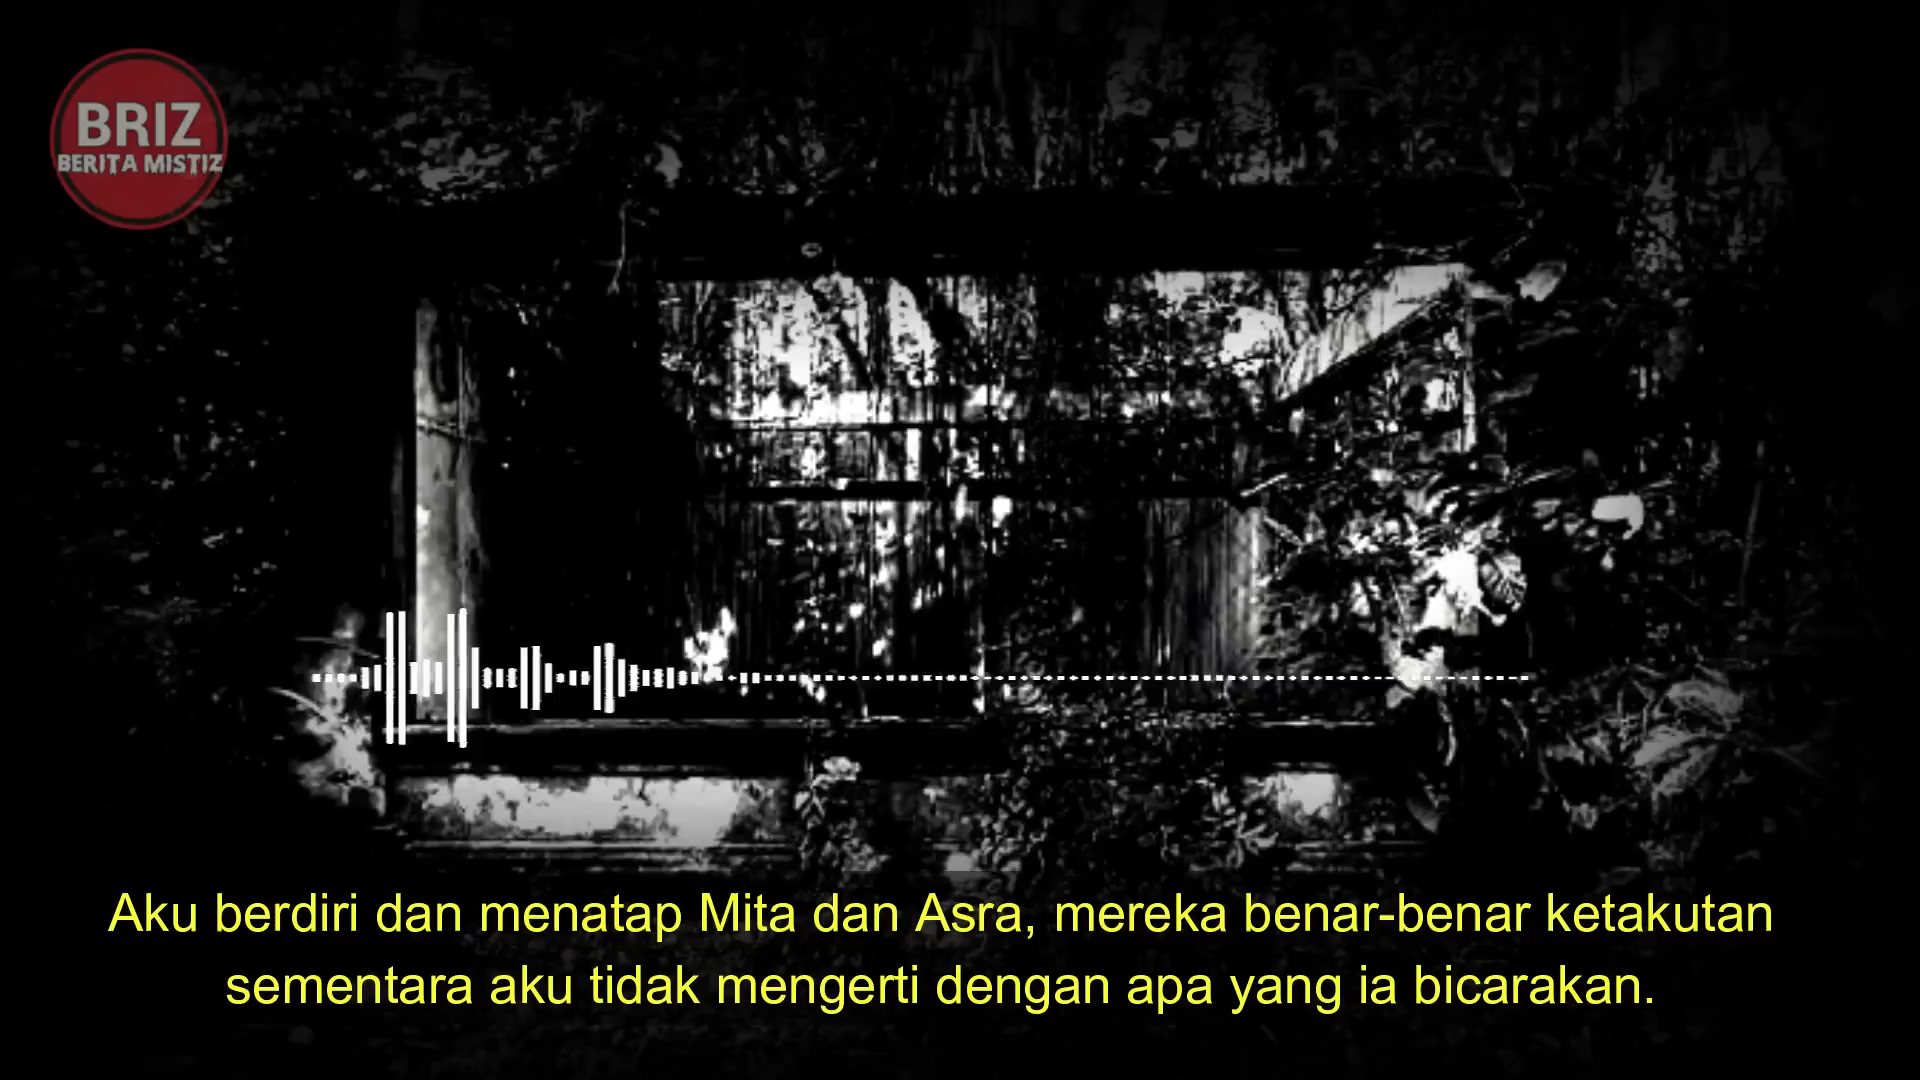 BRIZ
BERITA MISTIZ
Aku berdiri dan menatap Mita dan Asra, mereka benar-benar ketakutan
sementara aku tidak mengerti dengan apa yang ia bicarakan.